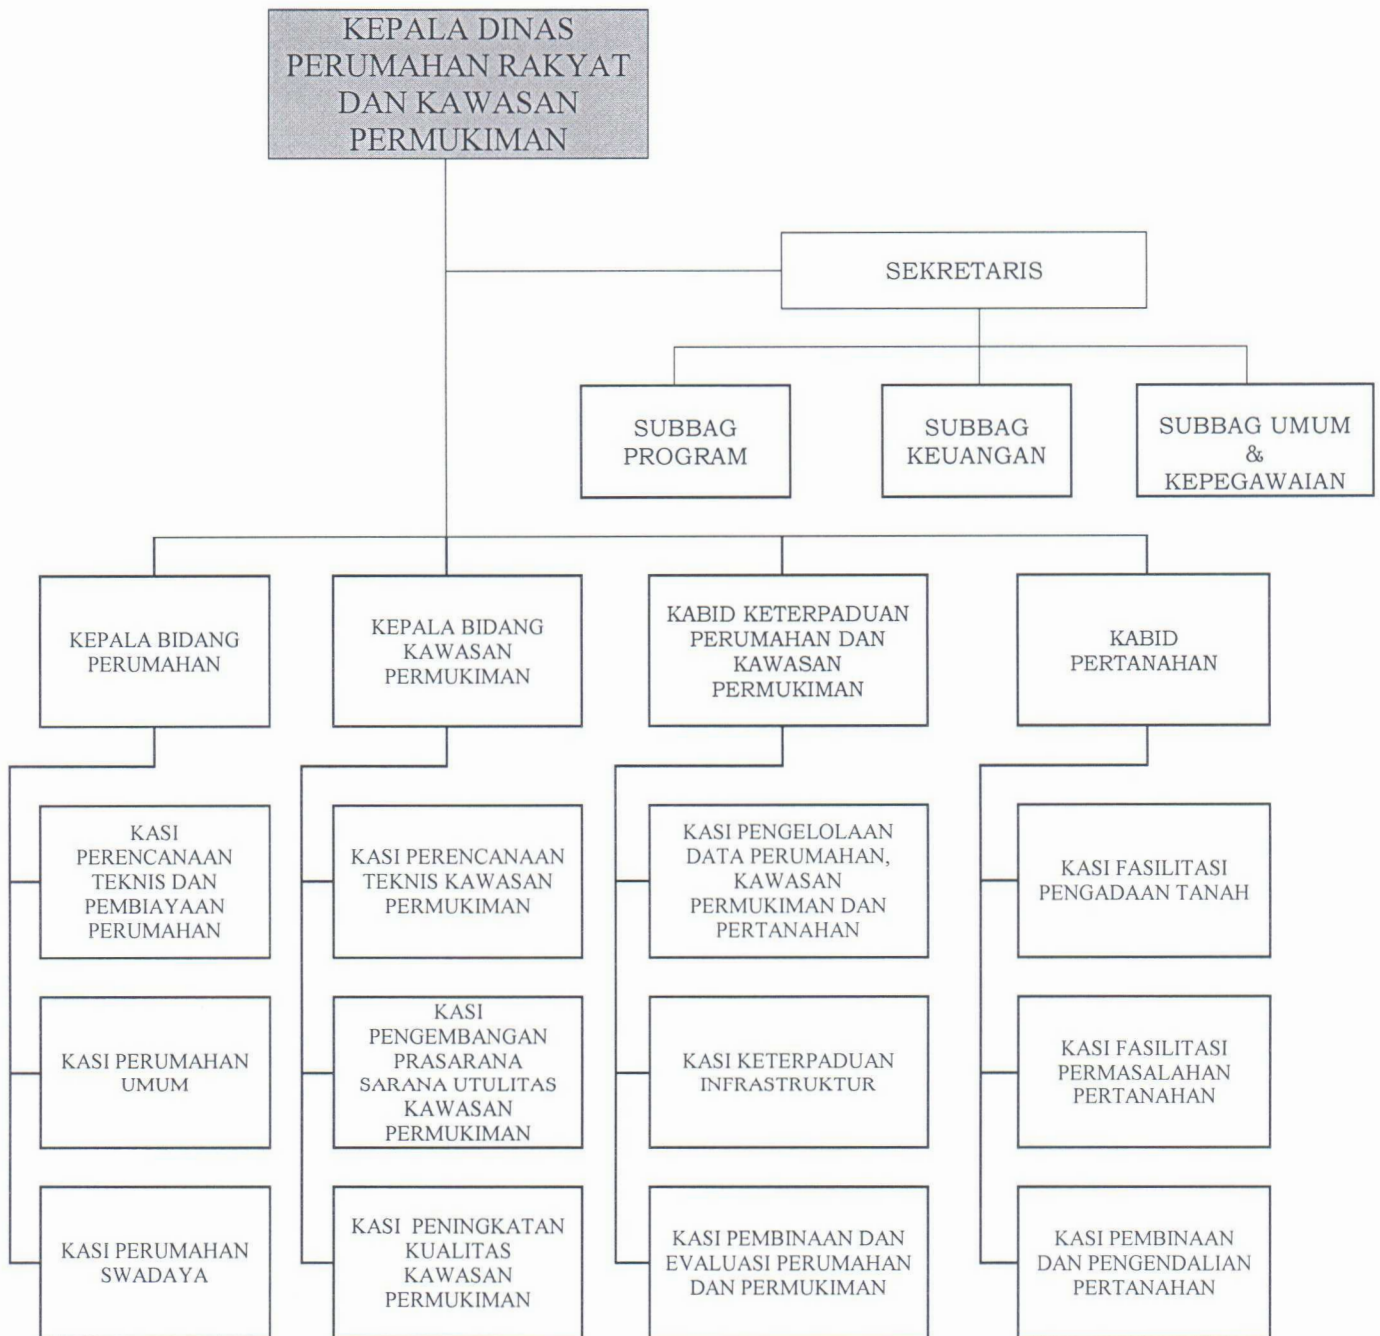 KEPALA DINAS
PERUMAHAN RAKYAT
DAN KAWASAN
PERMUKIMAN
SEKRETARIS
SUBBAG
PROGRAM
SUBBAG
KEUANGAN
SUBBAG UMUM
&
KEPEGAWAIAN
KEPALA BIDANG
PERUMAHAN
KEPALA BIDANG
KAWASAN
PERMUKIMAN
KABID KETERPADUAN
PERUMAHAN DAN
KAWASAN
PERMUKIMAN
KABID
PERTANAHAN
KASI
PERENCANAAN
TEKNIS DAN
PEMBIAYAAN
PERUMAHAN
KASI PERENCANAAN
TEKNIS KAWASAN
PERMUKIMAN
KASI PENGELOLAAN
DATA PERUMAHAN,
KAWASAN
PERMUKIMAN DAN
PERTANAHAN
KASI FASILITASI
PENGADAAN TANAH
KASI PERUMAHAN
UMUM
KASI
PENGEMBANGAN
PRASARANA
SARANA UTULITAS
KAWASAN
PERMUKIMAN
KASI KETERPADUAN
INFRASTRUKTUR
KASI FASILITASI
PERMASALAHAN
PERTANAHAN
KASI PERUMAHAN
SWADAYA
KASI PENINGKATAN
KUALITAS
KAWASAN
PERMUKIMAN
KASI PEMBINAAN DAN
EVALUASI PERUMAHAN
DAN PERMUKIMAN
KASI PEMBINAAN
DAN PENGENDALIAN
PERTANAHAN